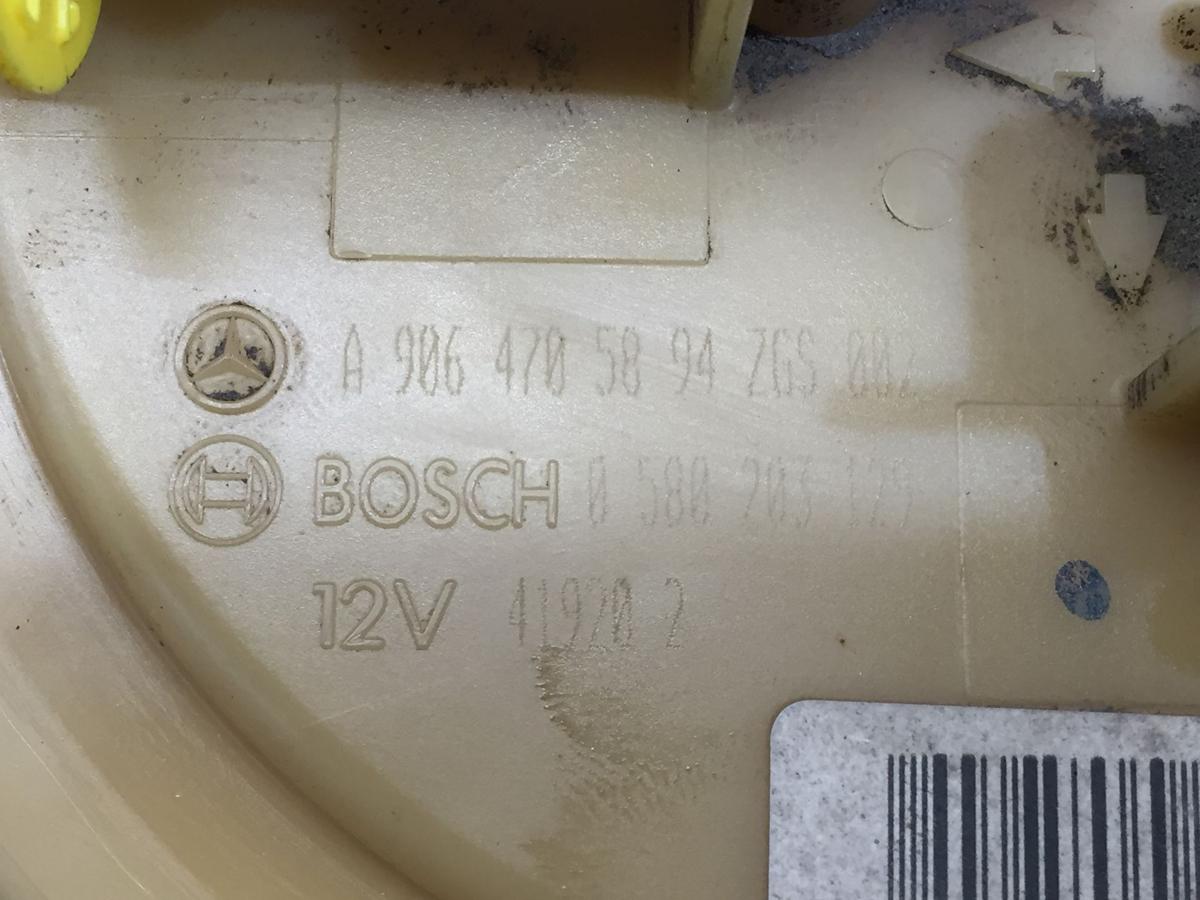 A 906 470 58 94 ZGS 002
BOSCH 0 580 203 129
12V 41920 2